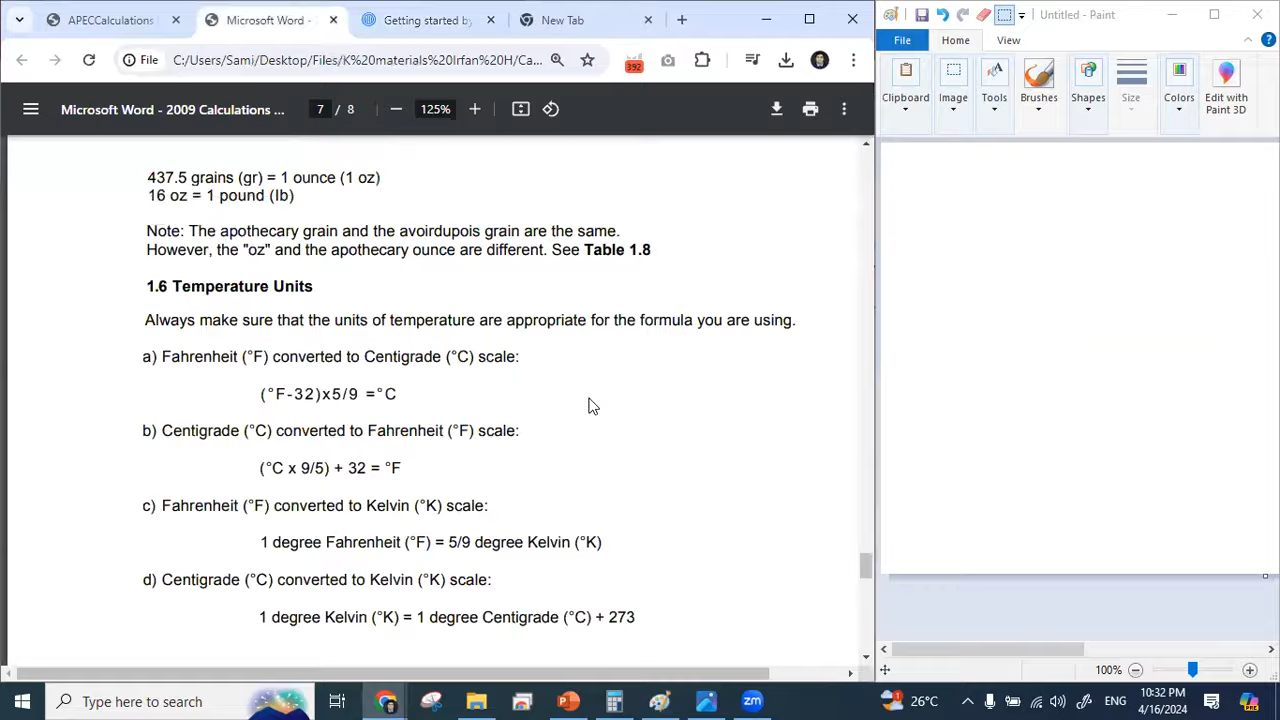 APECCalculations
Microsoft Word -
Getting started by
New Tab
Untitled - Paint
File
C:/Users/Sami/Desktop/Files/K%20materials%20Irfan%20H/Ca...
392
File
Home
View
Clipboard
Image
Tools
Brushes
Shapes
Size
Colors
Edit with
Paint 3D
Microsoft Word - 2009 Calculations ...
7 / 8
125%
437.5 grains (gr) = 1 ounce (1 oz)
16 oz = 1 pound (lb)
Note: The apothecary grain and the avoirdupois grain are the same.
However, the "oz" and the apothecary ounce are different. See Table 1.8
1.6 Temperature Units
Always make sure that the units of temperature are appropriate for the formula you are using.
a) Fahrenheit (°F) converted to Centigrade (°C) scale:
(°F-32)x5/9 =°C
b) Centigrade (°C) converted to Fahrenheit (°F) scale:
(°C x 9/5) + 32 = °F
c) Fahrenheit (°F) converted to Kelvin (°K) scale:
1 degree Fahrenheit (°F) = 5/9 degree Kelvin (°K)
d) Centigrade (°C) converted to Kelvin (°K) scale:
1 degree Kelvin (°K) = 1 degree Centigrade (°C) + 273
100%
Type here to search
zm
1
26°C
ENG
10:32 PM
4/16/2024
PRE